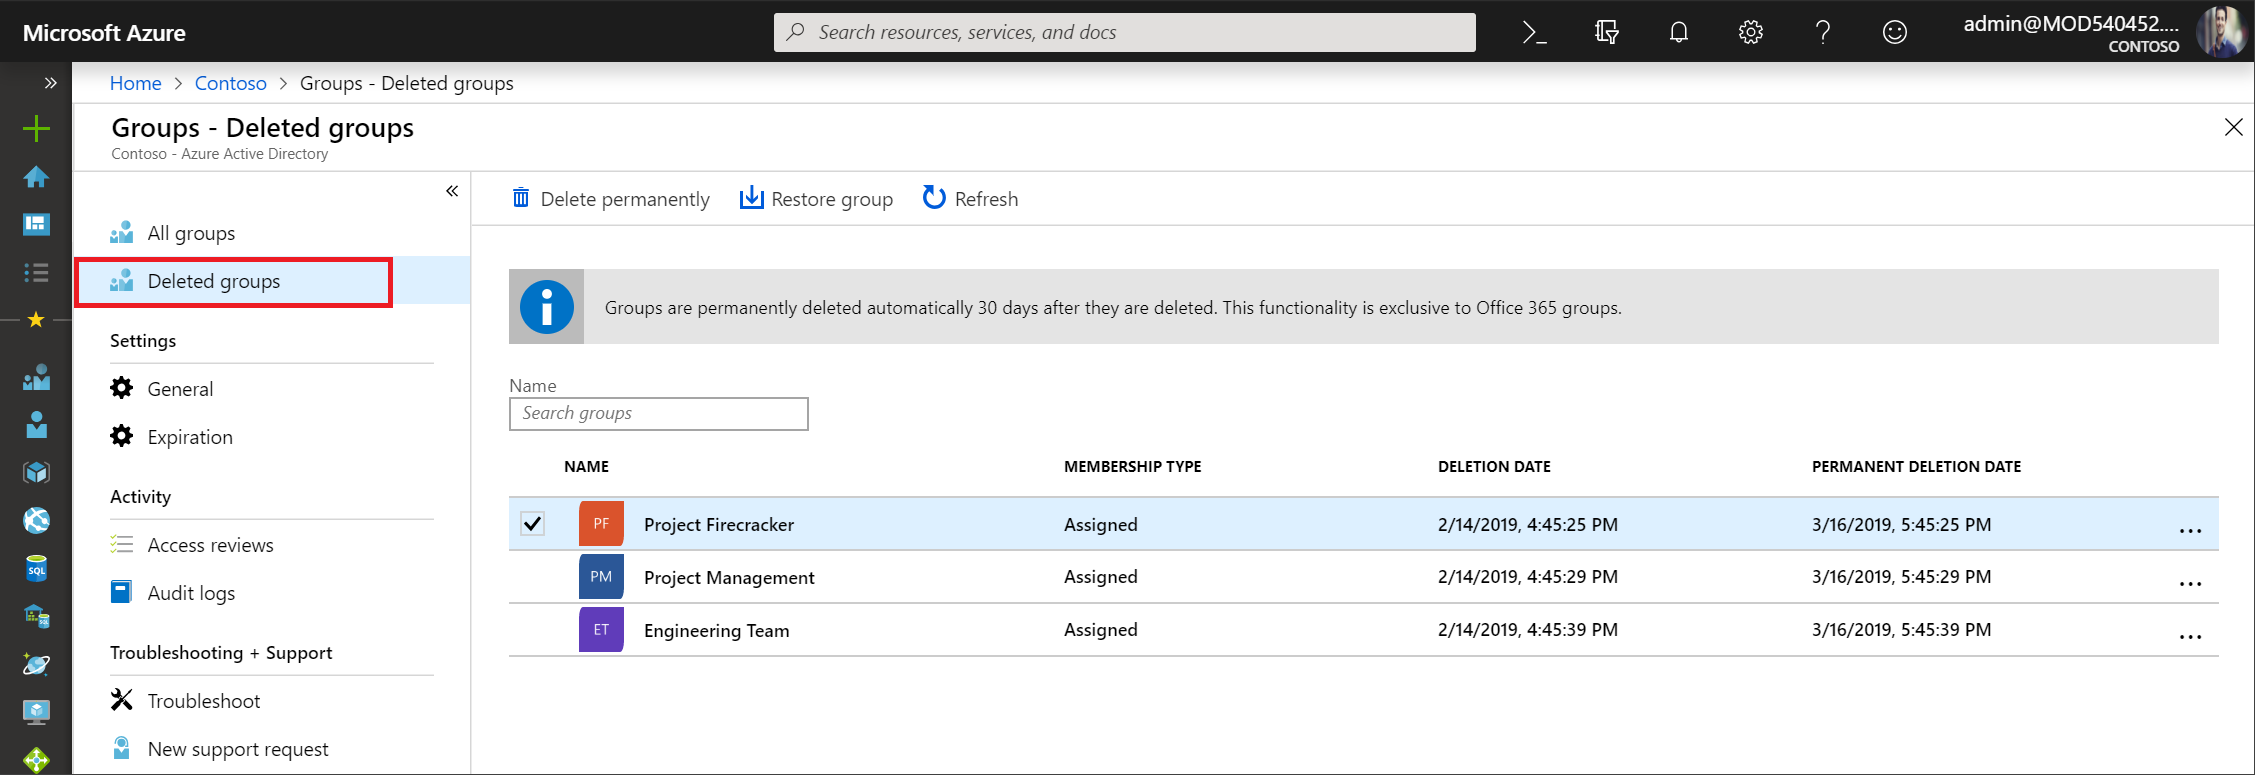 Microsoft Azure
Search resources, services, and docs
admin@MOD540452....
CONTOSO
Home > Contoso > Groups - Deleted groups
Groups - Deleted groups
Contoso - Azure Active Directory
All groups
Deleted groups
Settings
General
Expiration
Activity
Access reviews
Audit logs
Troubleshooting + Support
Troubleshoot
New support request
Delete permanently Restore group Refresh
Groups are permanently deleted automatically 30 days after they are deleted. This functionality is exclusive to Office 365 groups.
Name
Search groups
NAME MEMBERSHIP TYPE DELETION DATE PERMANENT DELETION DATE
PF Project Firecracker Assigned 2/14/2019, 4:45:25 PM 3/16/2019, 5:45:25 PM ...
PM Project Management Assigned 2/14/2019, 4:45:29 PM 3/16/2019, 5:45:29 PM ...
ET Engineering Team Assigned 2/14/2019, 4:45:39 PM 3/16/2019, 5:45:39 PM ...
SQL